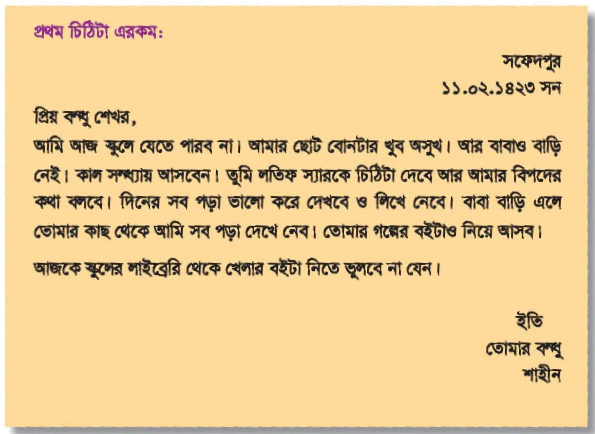 প্রথম চিঠিটা এরকম:
সফেদপুর
১১.০২.১৪২৩ সন
প্রিয় বন্ধু শেখর,
আমি আজ স্কুলে যেতে পারব না। আমার ছোট বোনটার খুব অসুখ। আর বাবাও বাড়ি
নেই। কাল সন্ধ্যায় আসবেন। তুমি লতিফ স্যারকে চিঠিটা দেবে আর আমার বিপদের
কথা বলবে। দিনের সব পড়া ভালো করে দেখবে ও লিখে নেবে। বাবা বাড়ি এলে
তোমার কাছ থেকে আমি সব পড়া দেখে নেব। তোমার গল্পের বইটাও নিয়ে আসব।
আজকে স্কুলের লাইব্রেরি থেকে খেলার বইটা নিতে ভুলবে না যেন।
ইতি
তোমার বন্ধু
শাহীন